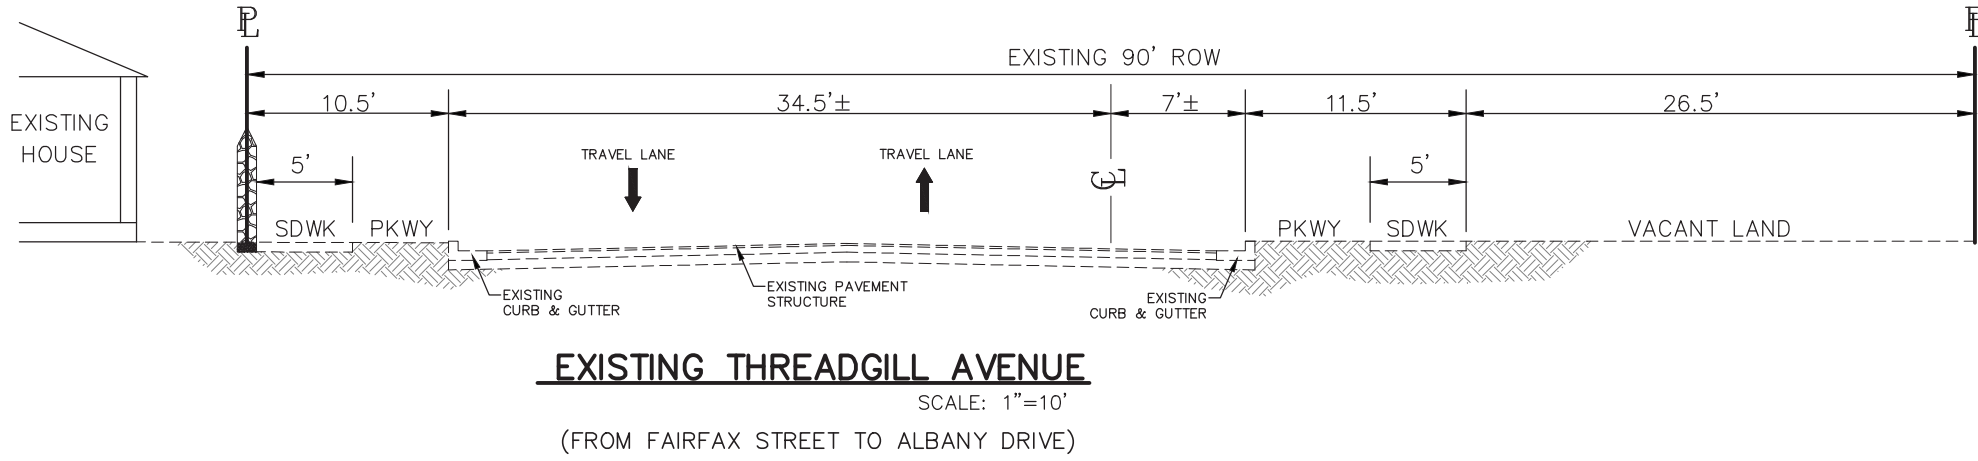 PL
PL
EXISTING 90' ROW
10.5'
34.5'±
7'±
11.5'
26.5'
EXISTING
HOUSE
5'
TRAVEL LANE
TRAVEL LANE
CL
5'
SDWK
PKWY
PKWY
SDWK
VACANT LAND
EXISTING
CURB & GUTTER
EXISTING PAVEMENT
STRUCTURE
EXISTING
CURB & GUTTER
EXISTING THREADGILL AVENUE
SCALE: 1"=10'
(FROM FAIRFAX STREET TO ALBANY DRIVE)